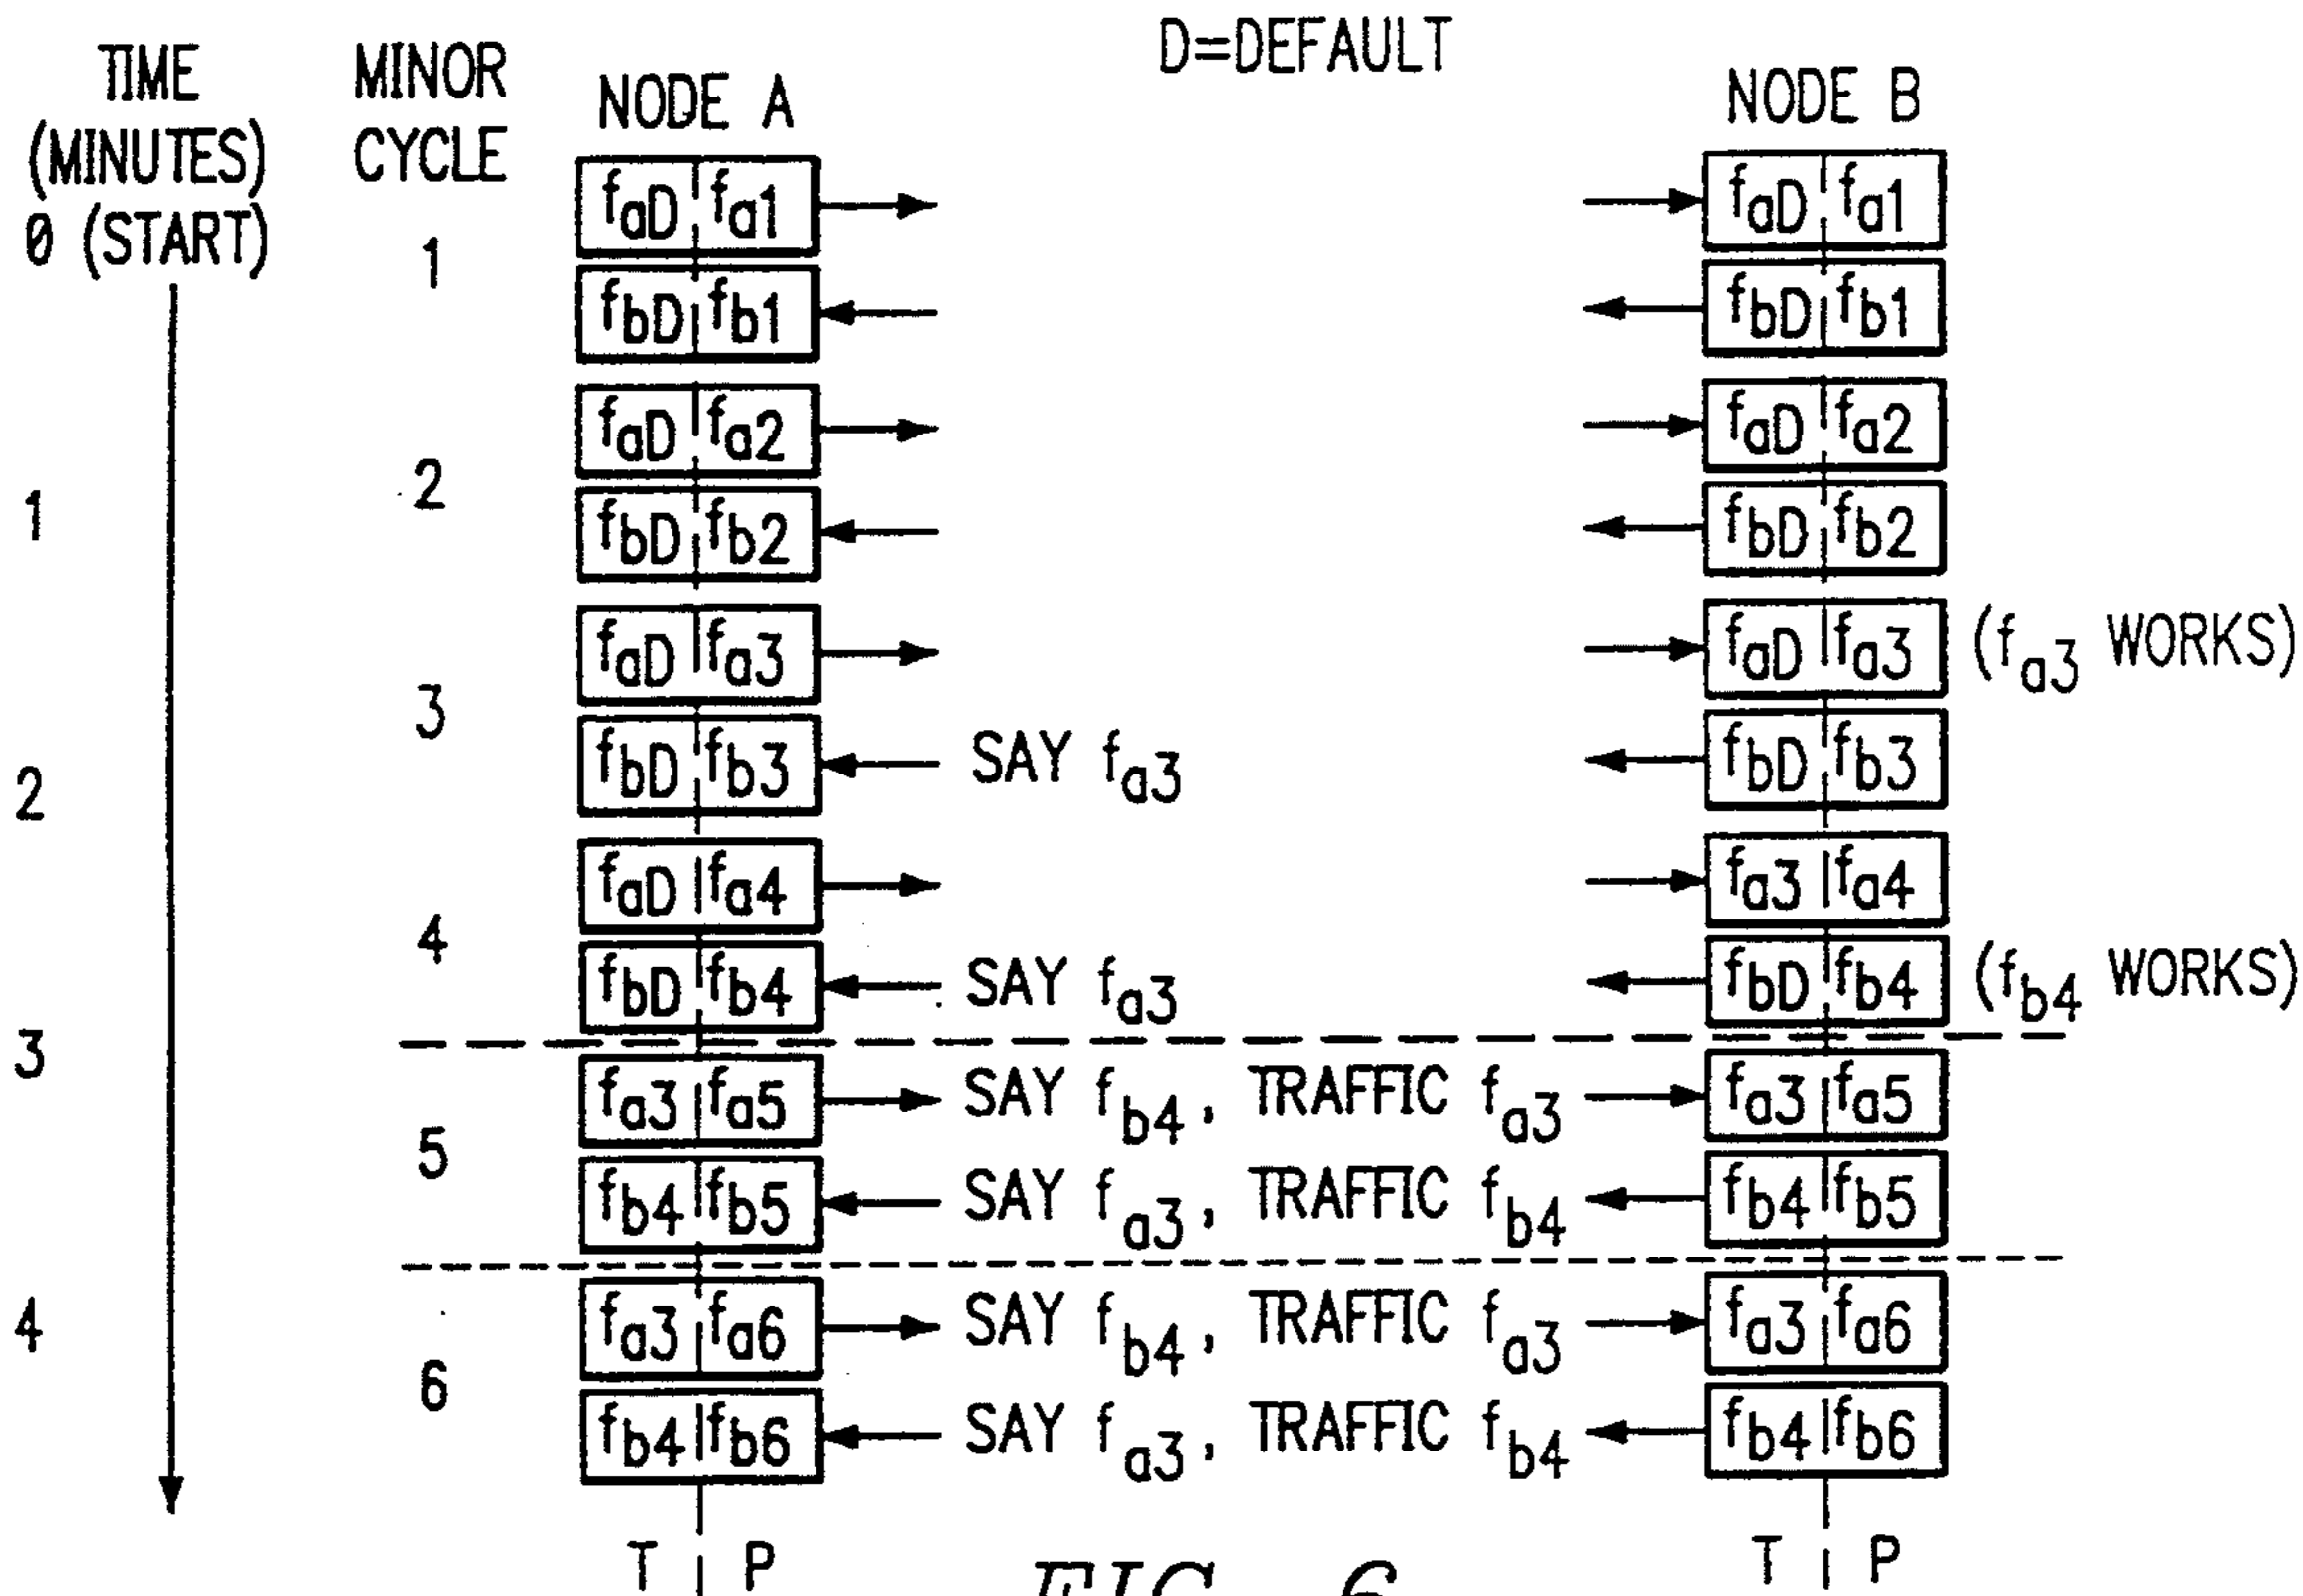 D=DEFAULT
TIME
(MINUTES)
0 (START)
MINOR
CYCLE
NODE A
NODE B
faD fa1
faD fa1
1
fbD fb1
fbD fb1
faD fa2
faD fa2
1
2
fbD fb2
fbD fb2
faD fa3
faD fa3 (fa3 WORKS)
3
fbD fb3
SAY fa3
fbD fb3
2
faD fa4
fa3 fa4
4
fbD fb4
SAY fa3
fbD fb4 (fb4 WORKS)
3
fa3 fa5
SAY fb4, TRAFFIC fa3
fa3 fa5
5
fb4 fb5
SAY fa3, TRAFFIC fb4
fb4 fb5
4
fa3 fa6
SAY fb4, TRAFFIC fa3
fa3 fa6
6
fb4 fb6
SAY fa3, TRAFFIC fb4
fb4 fb6
T P
T P
FIG. 6